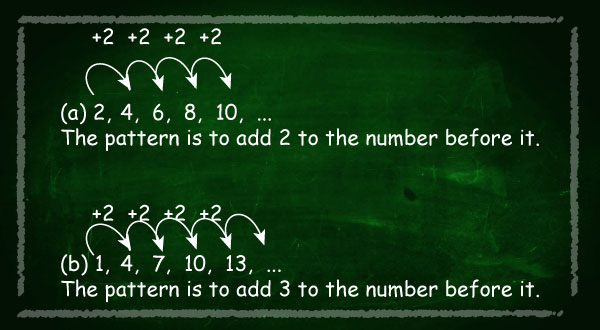 +2 +2 +2 +2
(a) 2, 4, 6, 8, 10, ...
The pattern is to add 2 to the number before it.
+2 +2 +2 +2
(b) 1, 4, 7, 10, 13, ...
The pattern is to add 3 to the number before it.